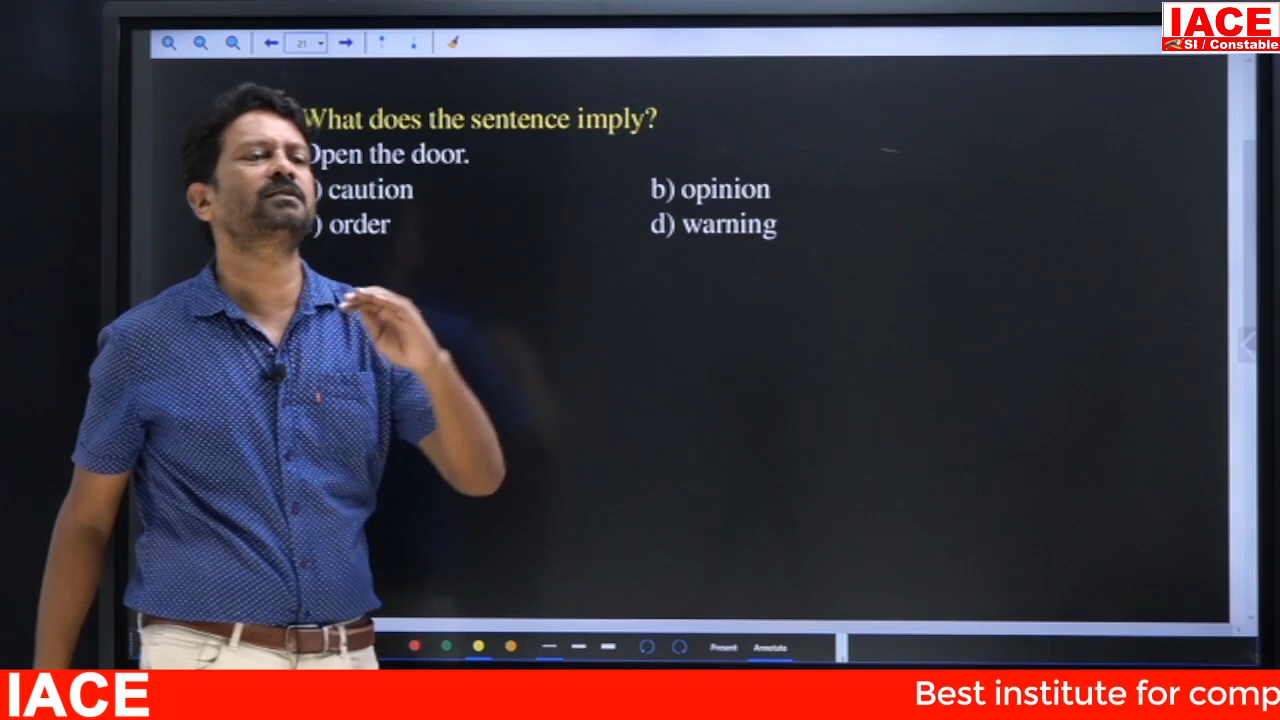 IACE
SI / Constable
21
What does the sentence imply?
Open the door.
) caution b) opinion
) order d) warning
Present Annotate
IACE
Best institute for comp